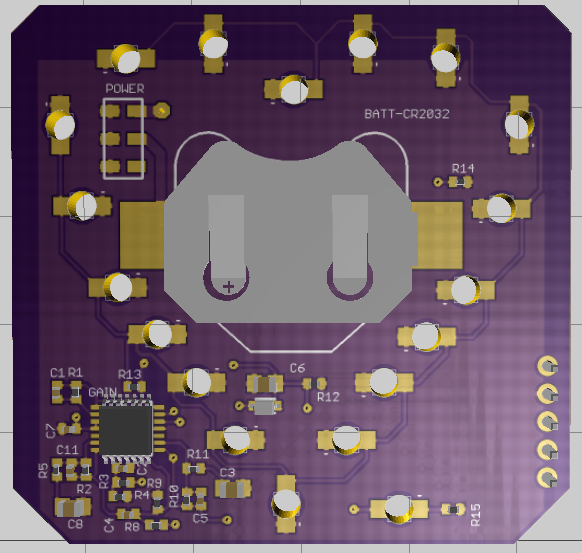 POWER
BATT-CR2032
R14
+
C6
C1 R1
R13
GAIN
R12
C7
C11
R11
R5
R2
R3
R9
C3
R4
R10
C5
C8
C4
R8
R15